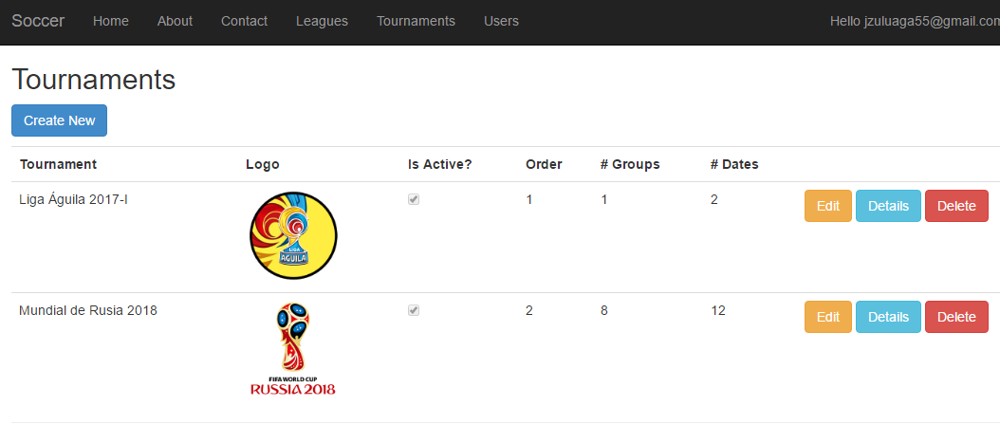 Soccer Home About Contact Leagues Tournaments Users Hello jzuluaga55@gmail.com
Tournaments
Create New
Tournament Logo Is Active? Order # Groups # Dates
Liga Águila 2017-I 1 1 2 Edit Details Delete
LIGA
AGUILA
Mundial de Rusia 2018 2 8 12 Edit Details Delete
FIFA WORLD CUP
RUSSIA 2018